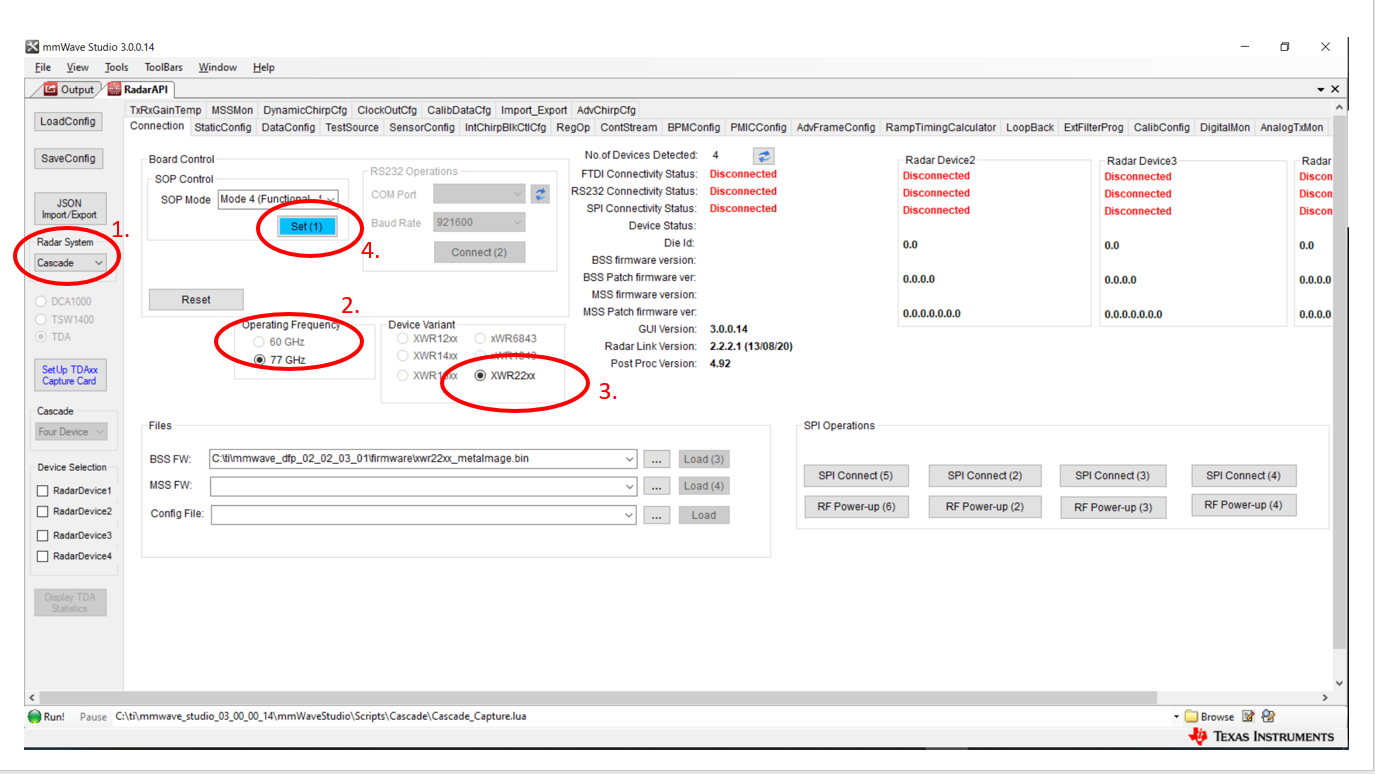 mmWave Studio 3.0.0.14
File View Tools ToolBars Window Help
Output RadarAPI
TxRxGainTemp MSSMon DynamicChirpCfg ClockOutCfg CalibDataCfg Import_Export AdvChirpCfg
Connection StaticConfig DataConfig TestSource SensorConfig IntChirpBlkCtlCfg RegOp ContStream BPMConfig PMICConfig AdvFrameConfig RampTimingCalculator LoopBack ExtFilterProg CalibConfig DigitalMon AnalogTxMon
LoadConfig
SaveConfig
JSON
Import/Export
1.
Radar System
Cascade
DCA1000
TSW1400
TDA
SetUp TDAxx
Capture Card
Cascade
Four Device
Device Selection
RadarDevice1
RadarDevice2
RadarDevice3
RadarDevice4
Display TDA
Statistics
Board Control
SOP Control
SOP Mode Mode 4 (Functional
Set (1)
4.
Reset
RS232 Operations
COM Port
Baud Rate 921600
Connect (2)
2.
Operating Frequency
60 GHz
77 GHz
Device Variant
XWR12xx xWR6843
XWR14xx
XWR22xx
3.
No.of Devices Detected: 4
FTDI Connectivity Status: Disconnected
RS232 Connectivity Status: Disconnected
SPI Connectivity Status: Disconnected
Device Status:
Die Id:
BSS firmware version:
BSS Patch firmware ver:
MSS firmware version:
MSS Patch firmware ver:
GUI Version: 3.0.0.14
Radar Link Version: 2.2.2.1 (13/08/20)
Post Proc Version: 4.92
Radar Device2
Disconnected
Disconnected
Disconnected
0.0
0.0.0.0
0.0.0.0.0.0.0
Radar Device3
Disconnected
Disconnected
Disconnected
0.0
0.0.0.0
0.0.0.0.0.0.0
Radar
Discon
Discon
Discon
0.0
0.0.0.0
0.0.0.0
Files
BSS FW: C:\ti\mmwave_dfp_02_02_03_01\firmware\xwr22xx_metaImage.bin ... Load (3)
MSS FW: ... Load (4)
Config File: ... Load
SPI Operations
SPI Connect (5) SPI Connect (2) SPI Connect (3) SPI Connect (4)
RF Power-up (6) RF Power-up (2) RF Power-up (3) RF Power-up (4)
Run! Pause C:\ti\mmwave_studio_03_00_00_14\mmWaveStudio\Scripts\Cascade\Cascade_Capture.lua Browse
TEXAS INSTRUMENTS